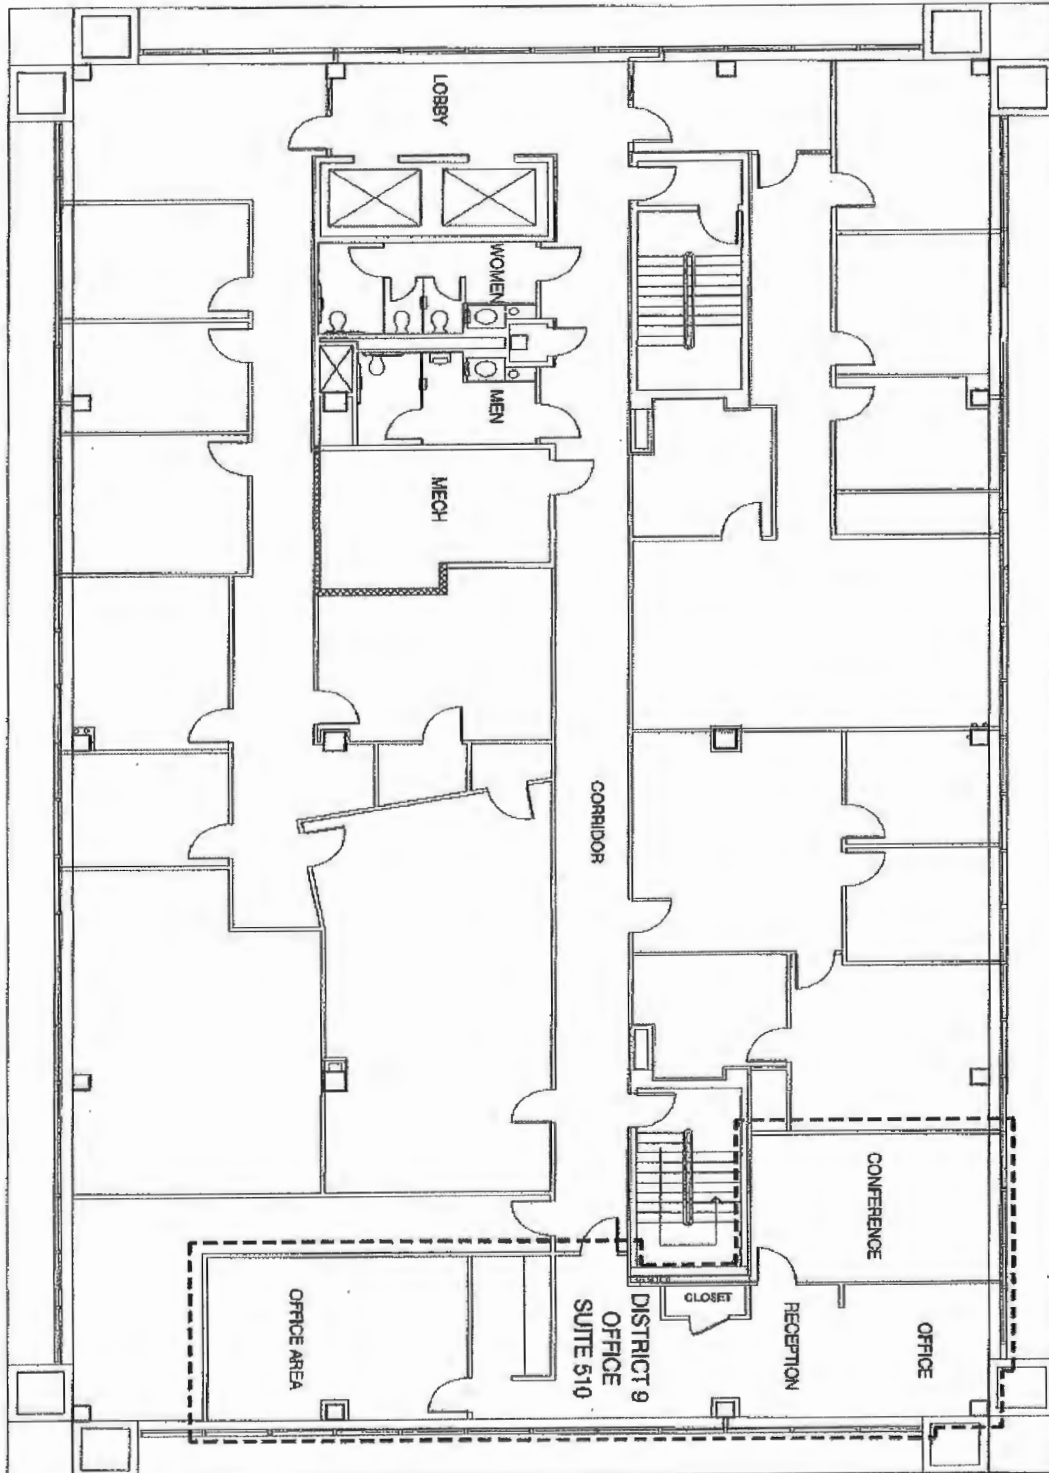 LOBBY
WOMEN
MEN
MECH
CORRIDOR
CONFERENCE
CLOSET
DISTRICT 9
OFFICE
SUITE 510
RECEPTION
OFFICE
OFFICE AREA